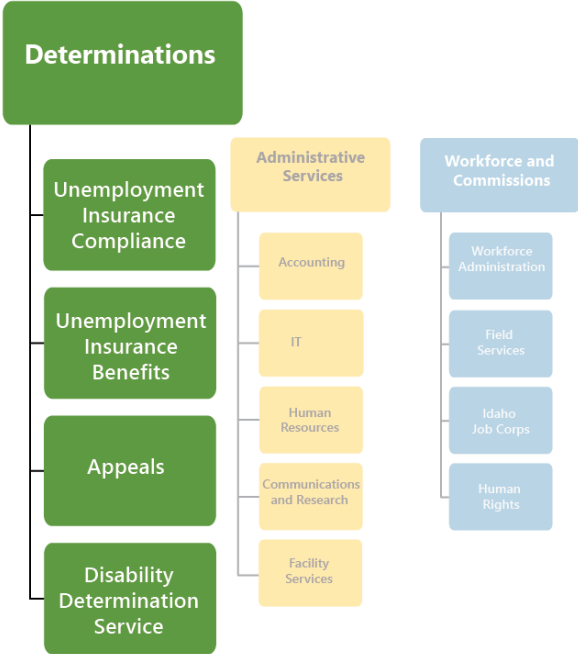 Determinations
Unemployment
Insurance
Compliance
Unemployment
Insurance
Benefits
Appeals
Disability
Determination
Service
Administrative
Services
Accounting
IT
Human
Resources
Communications
and Research
Facility
Services
Workforce and
Commissions
Workforce
Administration
Field
Services
Idaho
Job Corps
Human
Rights